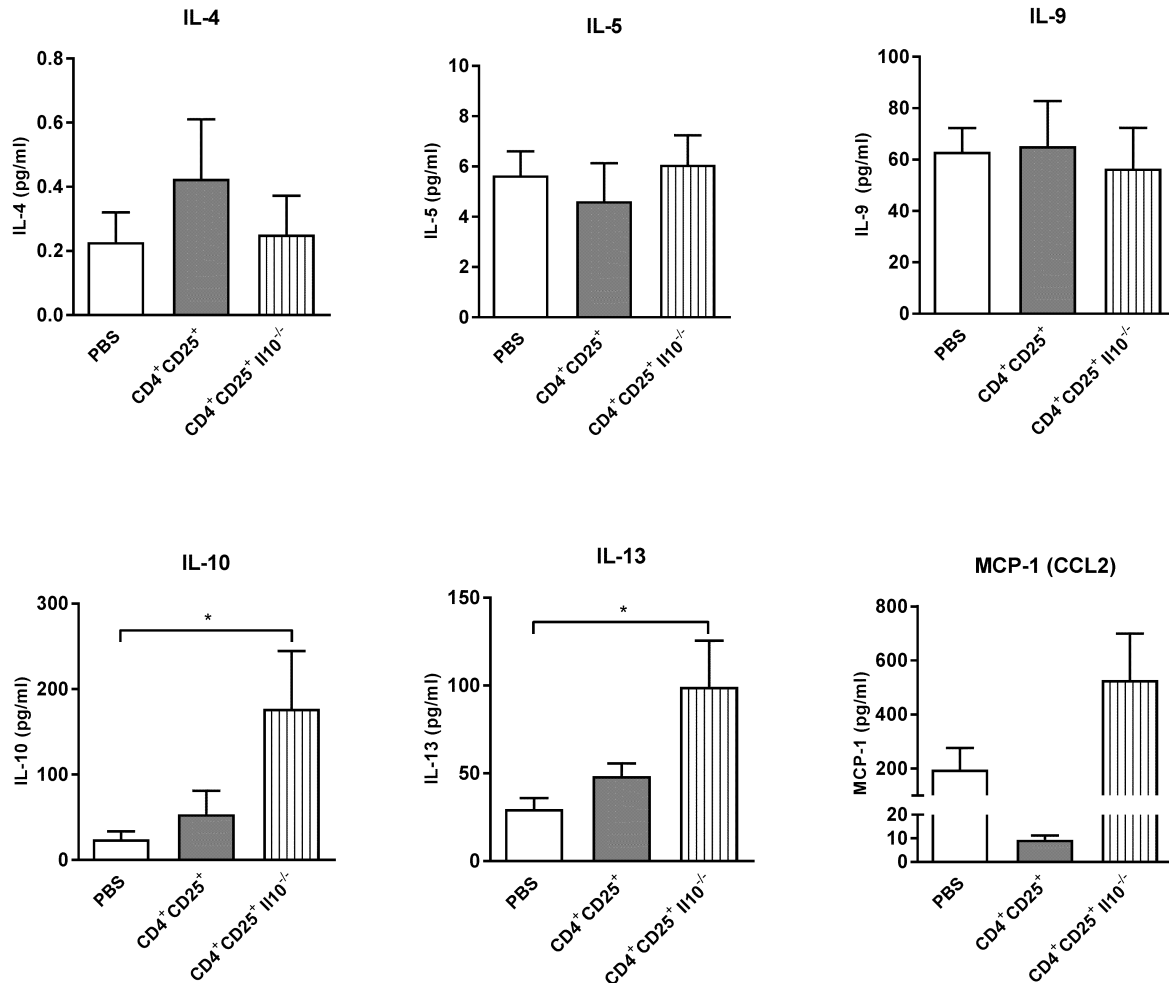 IL-4
IL-5
IL-9
0.8
0.6
0.4
0.2
0.0
IL-4 (pg/ml)
PBS
CD4⁺CD25⁺
CD4⁺CD25⁺ Il10⁻/⁻
10
8
6
4
2
0
IL-5 (pg/ml)
PBS
CD4⁺CD25⁺
CD4⁺CD25⁺ Il10⁻/⁻
100
80
60
40
20
0
IL-9 (pg/ml)
PBS
CD4⁺CD25⁺
CD4⁺CD25⁺ Il10⁻/⁻
IL-10
IL-13
MCP-1 (CCL2)
300
200
100
0
IL-10 (pg/ml)
*
PBS
CD4⁺CD25⁺
CD4⁺CD25⁺ Il10⁻/⁻
150
100
50
0
IL-13 (pg/ml)
*
PBS
CD4⁺CD25⁺
CD4⁺CD25⁺ Il10⁻/⁻
800
600
400
200
20
10
0
MCP-1 (pg/ml)
PBS
CD4⁺CD25⁺
CD4⁺CD25⁺ Il10⁻/⁻